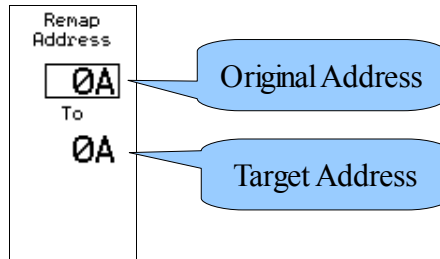 Remap
Address
0A
Original Address
To
0A
Target Address